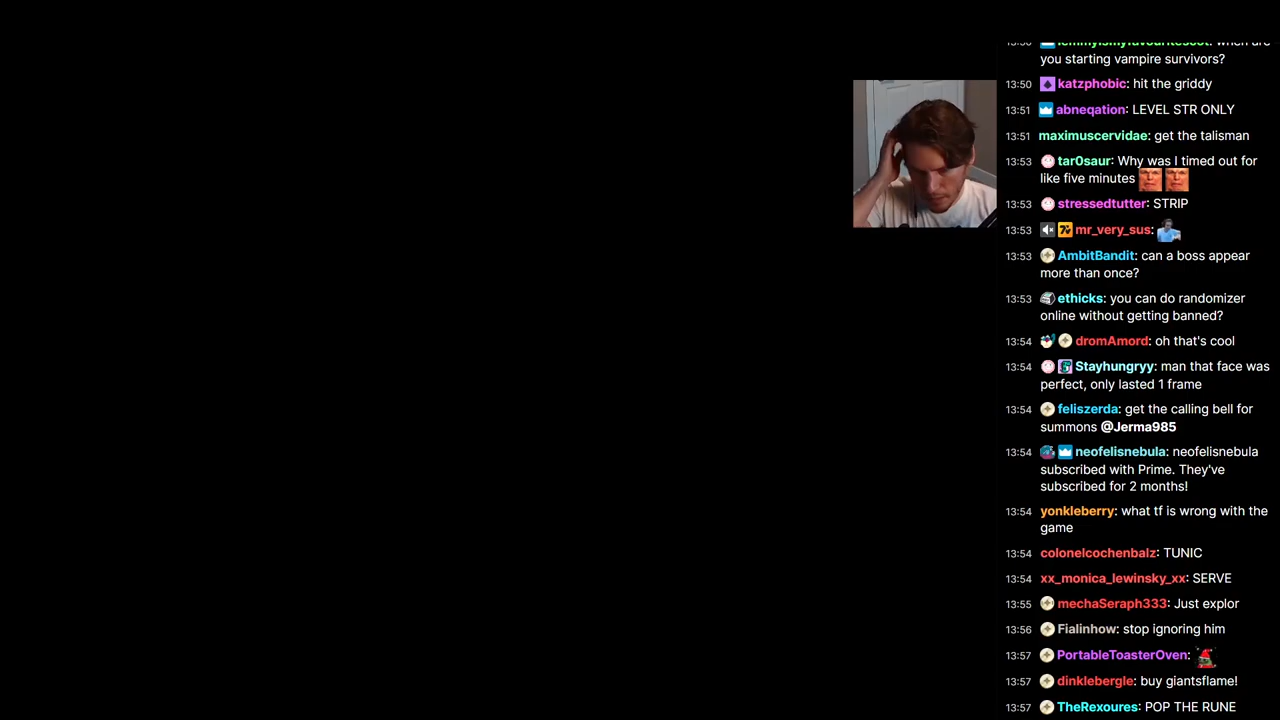 13:50 lemmyismyfavouritescot: when are
you starting vampire survivors?
13:50 katzphobic: hit the griddy
13:51 abneqation: LEVEL STR ONLY
13:51 maximuscervidae: get the talisman
13:53 tar0saur: Why was I timed out for
like five minutes
13:53 stressedtutter: STRIP
13:53 mr_very_sus:
13:53 AmbitBandit: can a boss appear
more than once?
13:53 ethicks: you can do randomizer
online without getting banned?
13:54 dromAmord: oh that's cool
13:54 Stayhungryy: man that face was
perfect, only lasted 1 frame
13:54 feliszerda: get the calling bell for
summons @Jerma985
13:54 neofelisnebula: neofelisnebula
subscribed with Prime. They've
subscribed for 2 months!
13:54 yonkleberry: what tf is wrong with the
game
13:54 colonelcochenbalz: TUNIC
13:54 xx_monica_lewinsky_xx: SERVE
13:55 mechaSeraph333: Just explor
13:56 Fialinhow: stop ignoring him
13:57 PortableToasterOven:
13:57 dinklebergle: buy giantsflame!
13:57 TheRexoures: POP THE RUNE